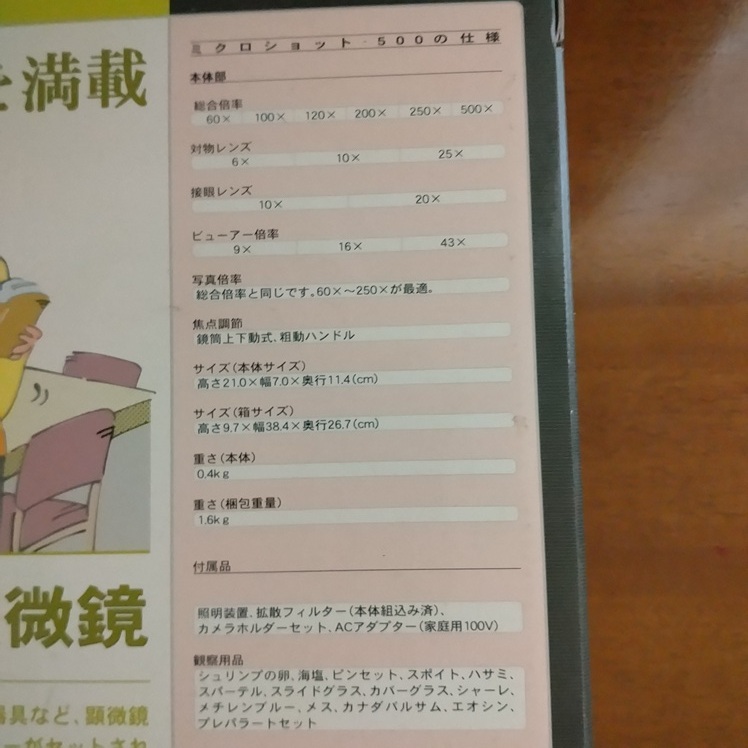 を満載
微鏡
器具など、顕微鏡
ミクロショット・500の仕様
本体部
総合倍率
60× 100× 120× 200× 250× 500×
対物レンズ
6× 10× 25×
接眼レンズ
10× 20×
ビューアー倍率
9× 16× 43×
写真倍率
総合倍率と同じです。60×〜250×が最適。
焦点調節
鏡筒上下動式、粗動ハンドル
サイズ(本体サイズ)
高さ21.0×幅7.0×奥行11.4(cm)
サイズ(箱サイズ)
高さ9.7×幅38.4×奥行26.7(cm)
重さ(本体)
0.4kg
重さ(梱包重量)
1.6kg
付属品
照明装置、拡散フィルター(本体組込み済)、
カメラホルダーセット、ACアダプター(家庭用100V)
観察用品
シュリンプの卵、海塩、ピンセット、スポイト、ハサミ、
スパーテル、スライドグラス、カバーグラス、シャーレ、
メチレンブルー、メス、カナダバルサム、エオシン、
プレパラートセット